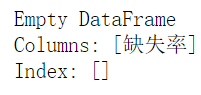 Empty DataFrame
Columns: [缺失率]
Index: []